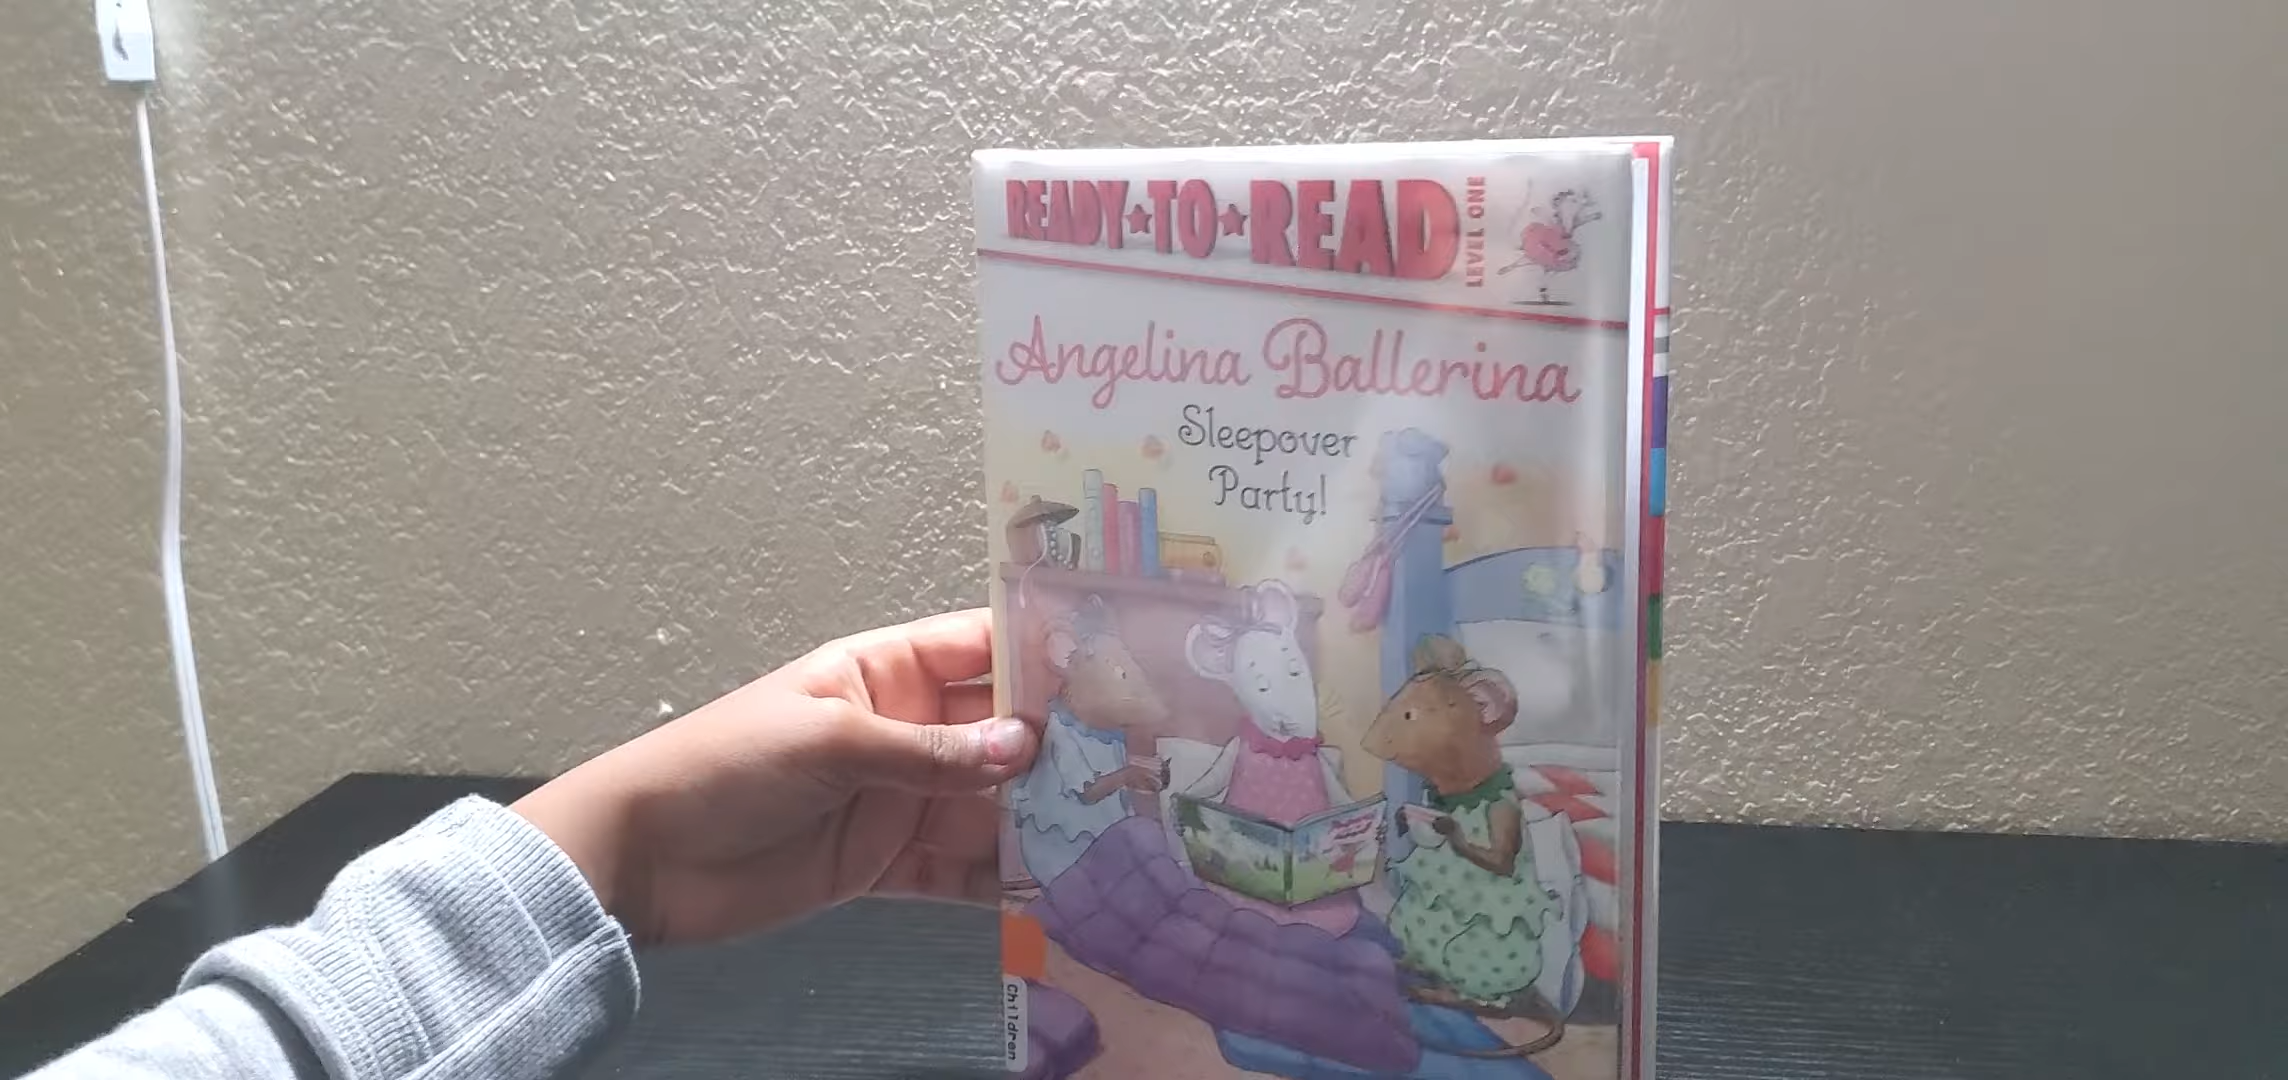 READY★TO★READ
LEVEL ONE
Angelina Ballerina
Sleepover
Party!
Children